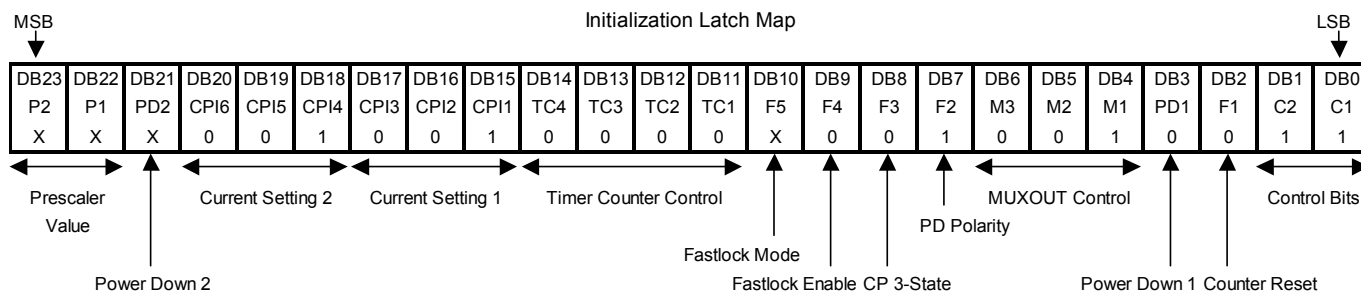 MSB Initialization Latch Map LSB
DB23 DB22 DB21 DB20 DB19 DB18 DB17 DB16 DB15 DB14 DB13 DB12 DB11 DB10 DB9 DB8 DB7 DB6 DB5 DB4 DB3 DB2 DB1 DB0
P2 P1 PD2 CPI6 CPI5 CPI4 CPI3 CPI2 CPI1 TC4 TC3 TC2 TC1 F5 F4 F3 F2 M3 M2 M1 PD1 F1 C2 C1
X X X 0 0 1 0 0 1 0 0 0 0 X 0 0 1 0 0 1 0 0 1 1
Prescaler Current Setting 2 Current Setting 1 Timer Counter Control MUXOUT Control Control Bits
Value PD Polarity
Fastlock Mode
Power Down 2 Fastlock Enable CP 3-State Power Down 1 Counter Reset